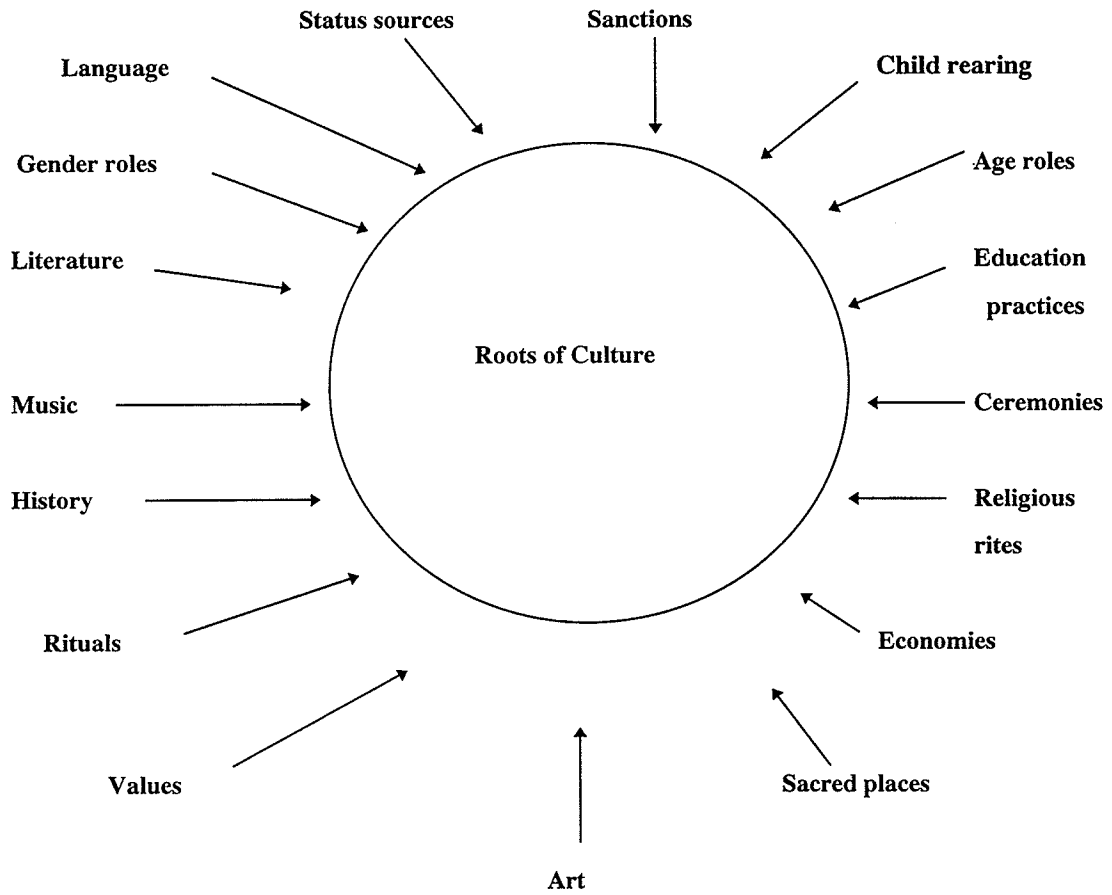 Status sources
Sanctions
Language
Child rearing
Gender roles
Age roles
Literature
Education
practices
Roots of Culture
Music
Ceremonies
History
Religious
rites
Rituals
Economies
Values
Sacred places
Art